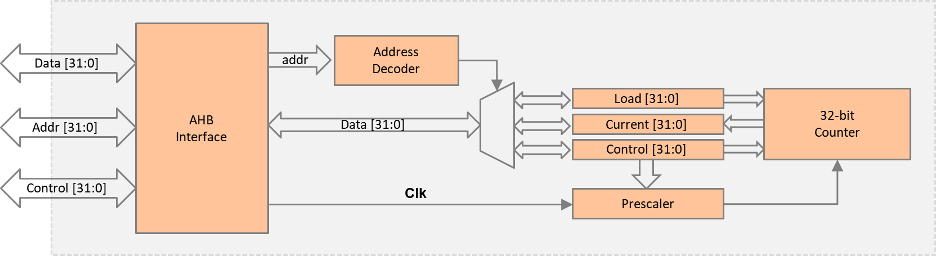 Data [31:0]
Addr [31:0]
Control [31:0]
AHB
Interface
addr
Address
Decoder
Data [31:0]
Clk
Load [31:0]
Current [31:0]
Control [31:0]
Prescaler
32-bit
Counter